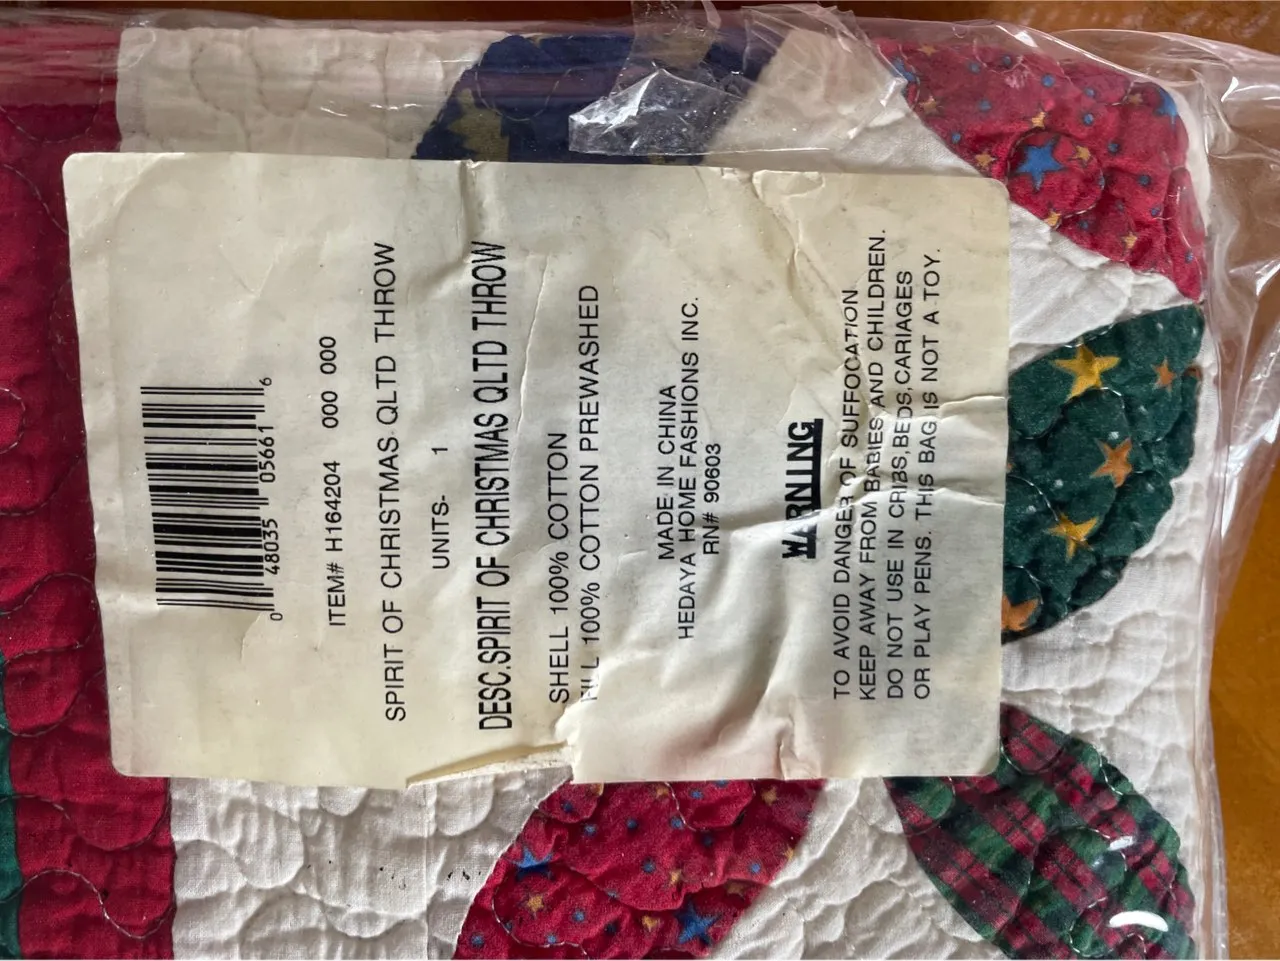 0 48035 05661 6
ITEM# H164204 000 000
SPIRIT OF CHRISTMAS QLTD THROW
UNITS- 1
DESC.SPIRIT OF CHRISTMAS QLTD THROW
SHELL 100% COTTON
FILL 100% COTTON PREWASHED
MADE IN CHINA
HEDAYA HOME FASHIONS INC.
RN# 90603
WARNING
TO AVOID DANGER OF SUFFOCATION
KEEP AWAY FROM BABIES AND CHILDREN.
DO NOT USE IN CRIBS,BEDS,CARIAGES
OR PLAY PENS. THIS BAG IS NOT A TOY.